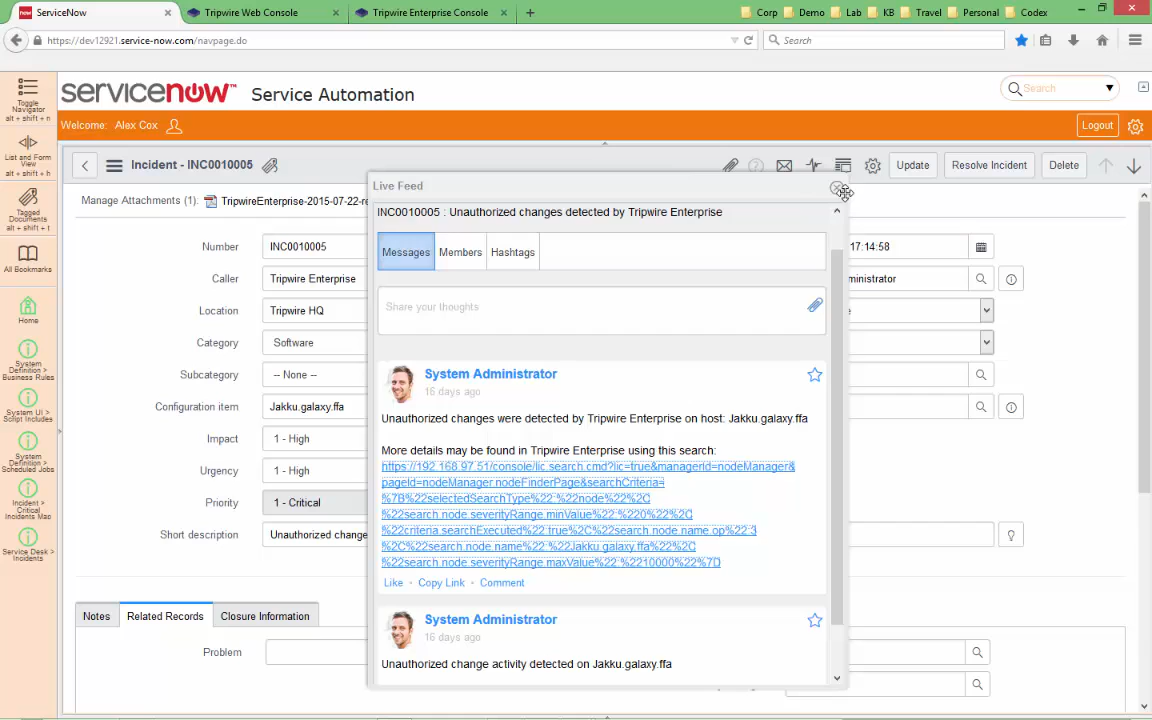 ServiceNow
Tripwire Web Console
Tripwire Enterprise Console
Corp
Demo
Lab
KB
Travel
Personal
Codex
https://dev12921.service-now.com/navpage.do
Search
Toggle
Navigator
alt + shift + n
List and Form
View
alt + shift + h
Tagged
Documents
alt + shift + t
All Bookmarks
Home
System
Definition >
Business Rules
System UI >
Script Includes
System
Definition >
Scheduled Jobs
Incident >
Critical
Incidents Map
Service Desk >
Incidents
servicenow™ Service Automation
Search
Welcome: Alex Cox
Logout
Incident - INC0010005
Update
Resolve Incident
Delete
Manage Attachments (1):
TripwireEnterprise-2015-07-22-re
Number
INC0010005
17:14:58
Caller
Tripwire Enterprise
ministrator
Location
Tripwire HQ
e
Category
Software
Subcategory
-- None --
Configuration item
Jakku.galaxy.ffa
Impact
1 - High
Urgency
1 - High
Priority
1 - Critical
Short description
Unauthorized change
Notes
Related Records
Closure Information
Problem
Live Feed
INC0010005 : Unauthorized changes detected by Tripwire Enterprise
Messages
Members
Hashtags
Share your thoughts
System Administrator
16 days ago
Unauthorized changes were detected by Tripwire Enterprise on host: Jakku.galaxy.ffa
More details may be found in Tripwire Enterprise using this search:
https://192.168.97.51/console/lic.search.cmd?lic=true&managerId=nodeManager&
pageId=nodeManager.nodeFinderPage&searchCriteria=
%7B%22selectedSearchType%22:%22node%22%2C
%22search.node.severityRange.minValue%22:%220%22%2C
%22criteria.searchExecuted%22:true%2C%22search.node.name.op%22:3
%2C%22search.node.name%22:%22Jakku.galaxy.ffa%22%2C
%22search.node.severityRange.maxValue%22:%2210000%22%7D
Like · Copy Link · Comment
System Administrator
16 days ago
Unauthorized change activity detected on Jakku.galaxy.ffa